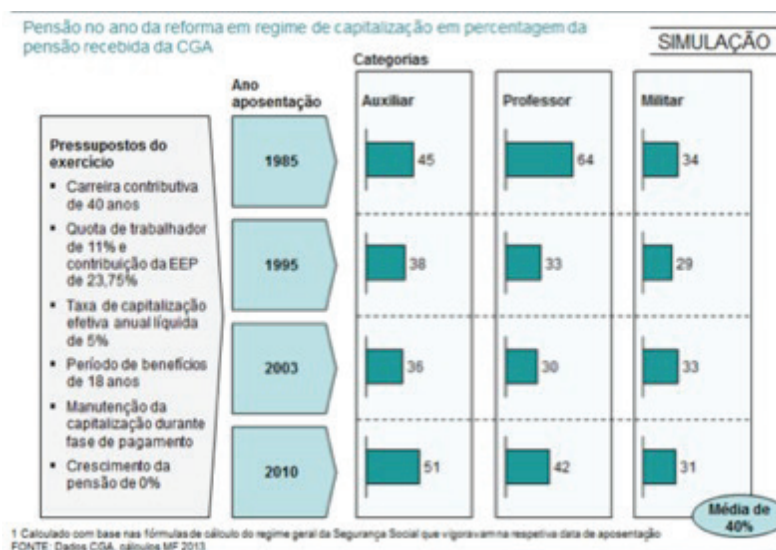 Pensão no ano da reforma em regime de capitalização em percentagem da
pensão recebida da CGA
SIMULAÇÃO
Categorias
Ano
aposentação
Auxiliar
Professor
Militar
Pressupostos do
exercício
▪ Carreira contributiva
de 40 anos
▪ Quota de trabalhador
de 11% e
contribuição da EEP
de 23,75%
▪ Taxa de capitalização
efetiva anual líquida
de 5%
▪ Período de benefícios
de 18 anos
▪ Manutenção da
capitalização durante
fase de pagamento
▪ Crescimento da
pensão de 0%
1985
45
64
34
1995
38
33
29
2003
36
30
33
2010
51
42
31
Média de
40%
1 Calculado com base nas fórmulas de cálculo do regime geral da Segurança Social que vigoravam na respetiva data de aposentação
FONTE: Dados CGA, cálculos MF 2013